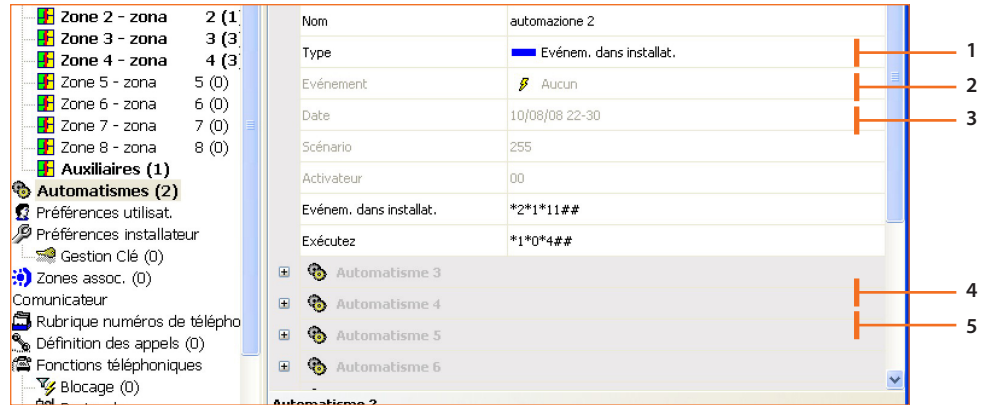 Zone 2 - zona 2 (1)
Zone 3 - zona 3 (3
Zone 4 - zona 4 (3
Zone 5 - zona 5 (0)
Zone 6 - zona 6 (0)
Zone 7 - zona 7 (0)
Zone 8 - zona 8 (0)
Auxiliaires (1)
Automatismes (2)
Préférences utilisat.
Préférences installateur
Gestion Clé (0)
Zones assoc. (0)
Comunicateur
Rubrique numéros de télépho
Définition des appels (0)
Fonctions téléphoniques
Blocage (0)
Nom automazione 2
Type Evénem. dans installat.
Evénement Aucun
Date 10/08/08 22-30
Scénario 255
Activateur 00
Evénem. dans installat. *2*1*11##
Exécutez *1*0*4##
Automatisme 3
Automatisme 4
Automatisme 5
Automatisme 6
Automatisme 2
1
2
3
4
5